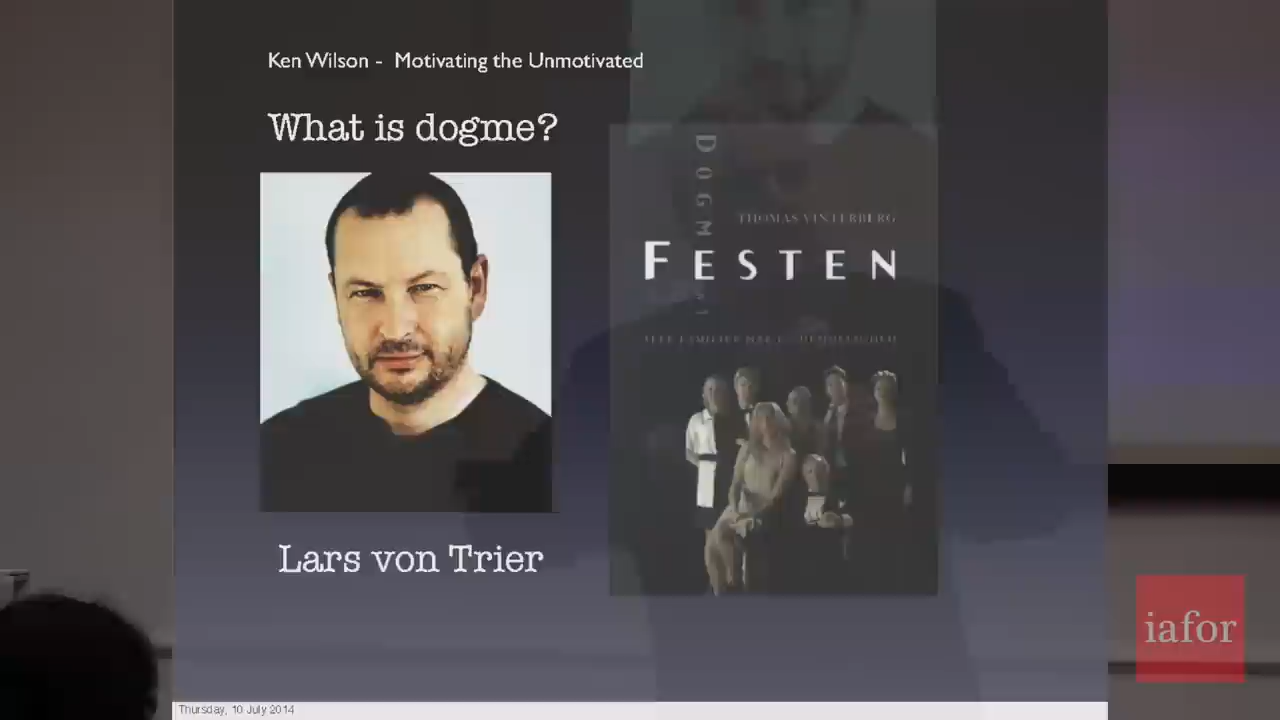 Ken Wilson - Motivating the Unmotivated
What is dogme?
DOGM
THOMAS VINTERBERG
FESTEN
Lars von Trier
iafor
Thursday, 10 July 2014